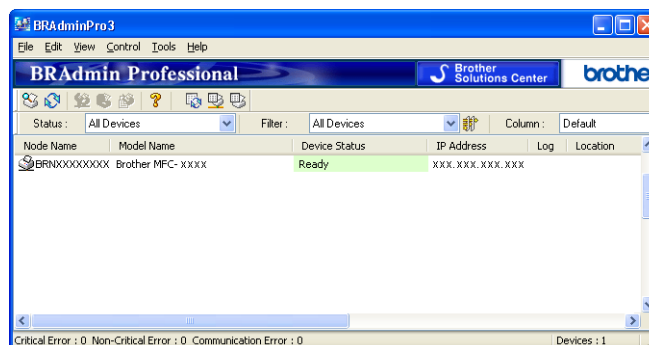 BRAdminPro3
File Edit View Control Tools Help
BRAdmin Professional Brother Solutions Center brothe
Status : All Devices Filter : All Devices Column : Default
Node Name Model Name Device Status IP Address Log Location
BRNXXXXXXXX Brother MFC- xxxx Ready xxx.xxx.xxx.xxx
Critical Error : 0 Non-Critical Error : 0 Communication Error : 0 Devices : 1